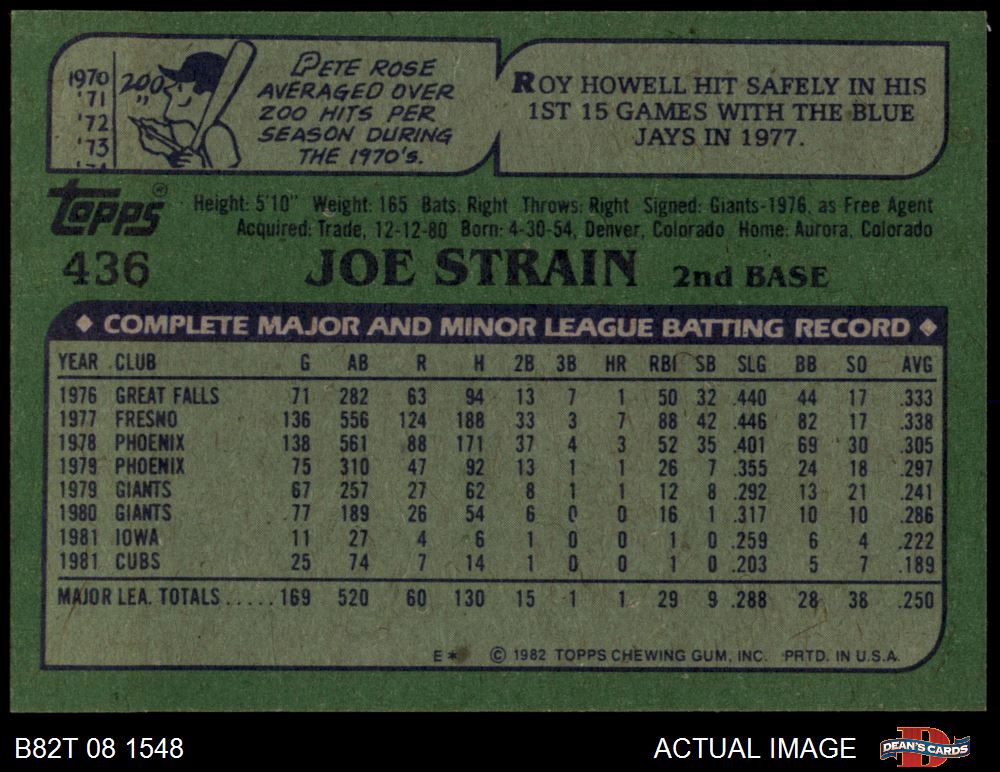 1970
'71
'72
'73
'74
200
"
PETE ROSE
AVERAGED OVER
200 HITS PER
SEASON DURING
THE 1970's.
ROY HOWELL HIT SAFELY IN HIS
1ST 15 GAMES WITH THE BLUE
JAYS IN 1977.
Topps®
Height: 5'10" Weight: 165 Bats: Right Throws: Right Signed: Giants-1976, as Free Agent
Acquired: Trade, 12-12-80 Born: 4-30-54, Denver, Colorado Home: Aurora, Colorado
436 JOE STRAIN 2nd BASE
◆ COMPLETE MAJOR AND MINOR LEAGUE BATTING RECORD ◆
YEAR CLUB G AB R H 2B 3B HR RBI SB SLG BB SO AVG
1976 GREAT FALLS 71 282 63 94 13 7 1 50 32 .440 44 17 .333
1977 FRESNO 136 556 124 188 33 3 7 88 42 .446 82 17 .338
1978 PHOENIX 138 561 88 171 37 4 3 52 35 .401 69 30 .305
1979 PHOENIX 75 310 47 92 13 1 1 26 7 .355 24 18 .297
1979 GIANTS 67 257 27 62 8 1 1 12 8 .292 13 21 .241
1980 GIANTS 77 189 26 54 6 0 0 16 1 .317 10 10 .286
1981 IOWA 11 27 4 6 1 0 0 1 0 .259 6 4 .222
1981 CUBS 25 74 7 14 1 0 0 1 0 .203 5 7 .189
MAJOR LEA. TOTALS.....169 520 60 130 15 1 1 29 9 .288 28 38 .250
E* © 1982 TOPPS CHEWING GUM, INC. PRTD. IN U.S.A.
B82T 08 1548 ACTUAL IMAGE D DEAN'S CARDS